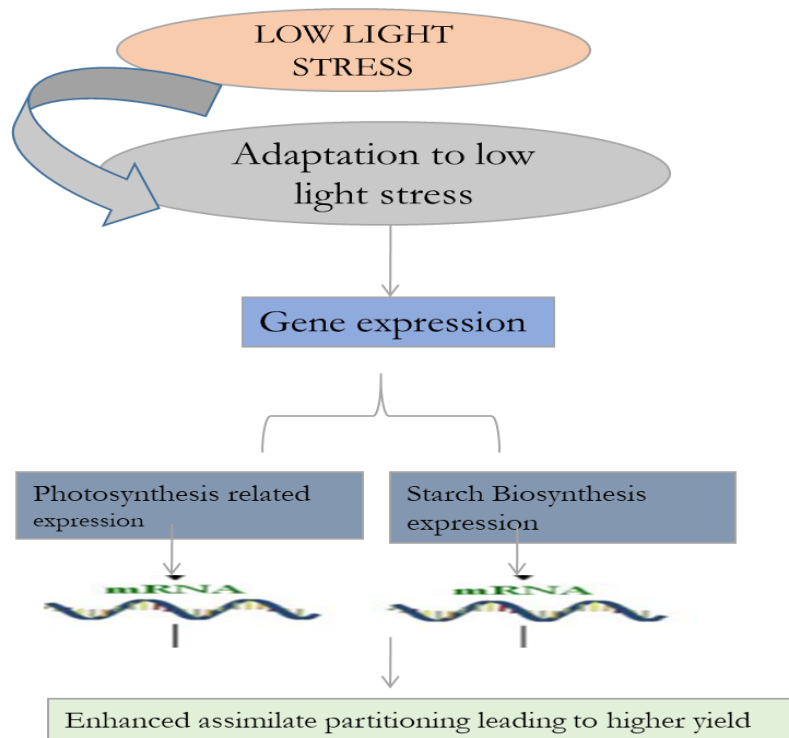 LOW LIGHT
STRESS
Adaptation to low
light stress
Gene expression
Photosynthesis related
expression
Starch Biosynthesis
expression
mRNA
mRNA
Enhanced assimilate partitioning leading to higher yield